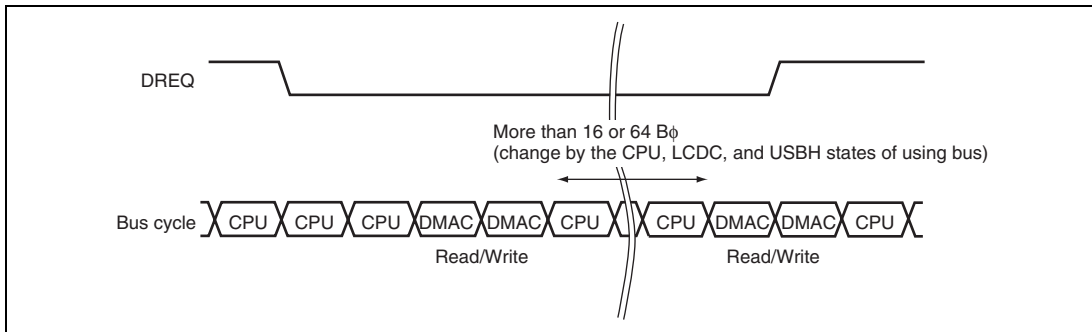 DREQ
More than 16 or 64 Bϕ
(change by the CPU, LCDC, and USBH states of using bus)
Bus cycle CPU CPU CPU DMAC DMAC CPU CPU DMAC DMAC CPU
Read/Write Read/Write